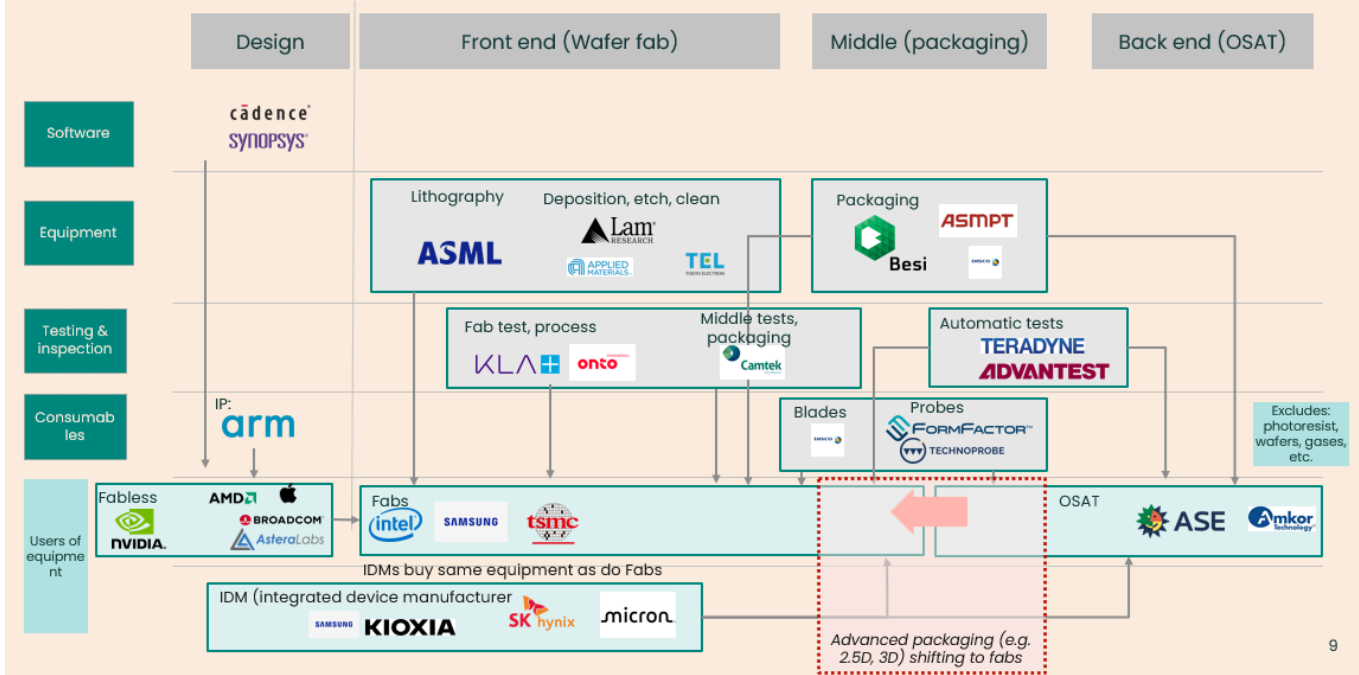 Design
Front end (Wafer fab)
Middle (packaging)
Back end (OSAT)
Software
cādence®
SYNOPSYS®
Equipment
Lithography
ASML
Deposition, etch, clean
Lam®
RESEARCH
APPLIED
MATERIALS
TEL
TOKYO ELECTRON
Packaging
Besi
ASMPT
DISCO
Testing &
inspection
Fab test, process
KLA+
onto
INNOVATION
Middle tests,
packaging
Camtek
Automatic tests
TERADYNE
ADVANTEST
Consumab
les
IP:
arm
Blades
DISCO
Probes
FORMFACTOR™
TECHNOPROBE
Excludes:
photoresist,
wafers, gases,
etc.
Users of
equipme
nt
Fabless
AMD
NVIDIA.
BROADCOM®
AsteraLabs
Fabs
intel
SAMSUNG
tsmc
OSAT
ASE
Amkor
Technology®
IDMs buy same equipment as do Fabs
IDM (integrated device manufacturer
SAMSUNG
KIOXIA
SK hynix
micron
Advanced packaging (e.g.
2.5D, 3D) shifting to fabs
9